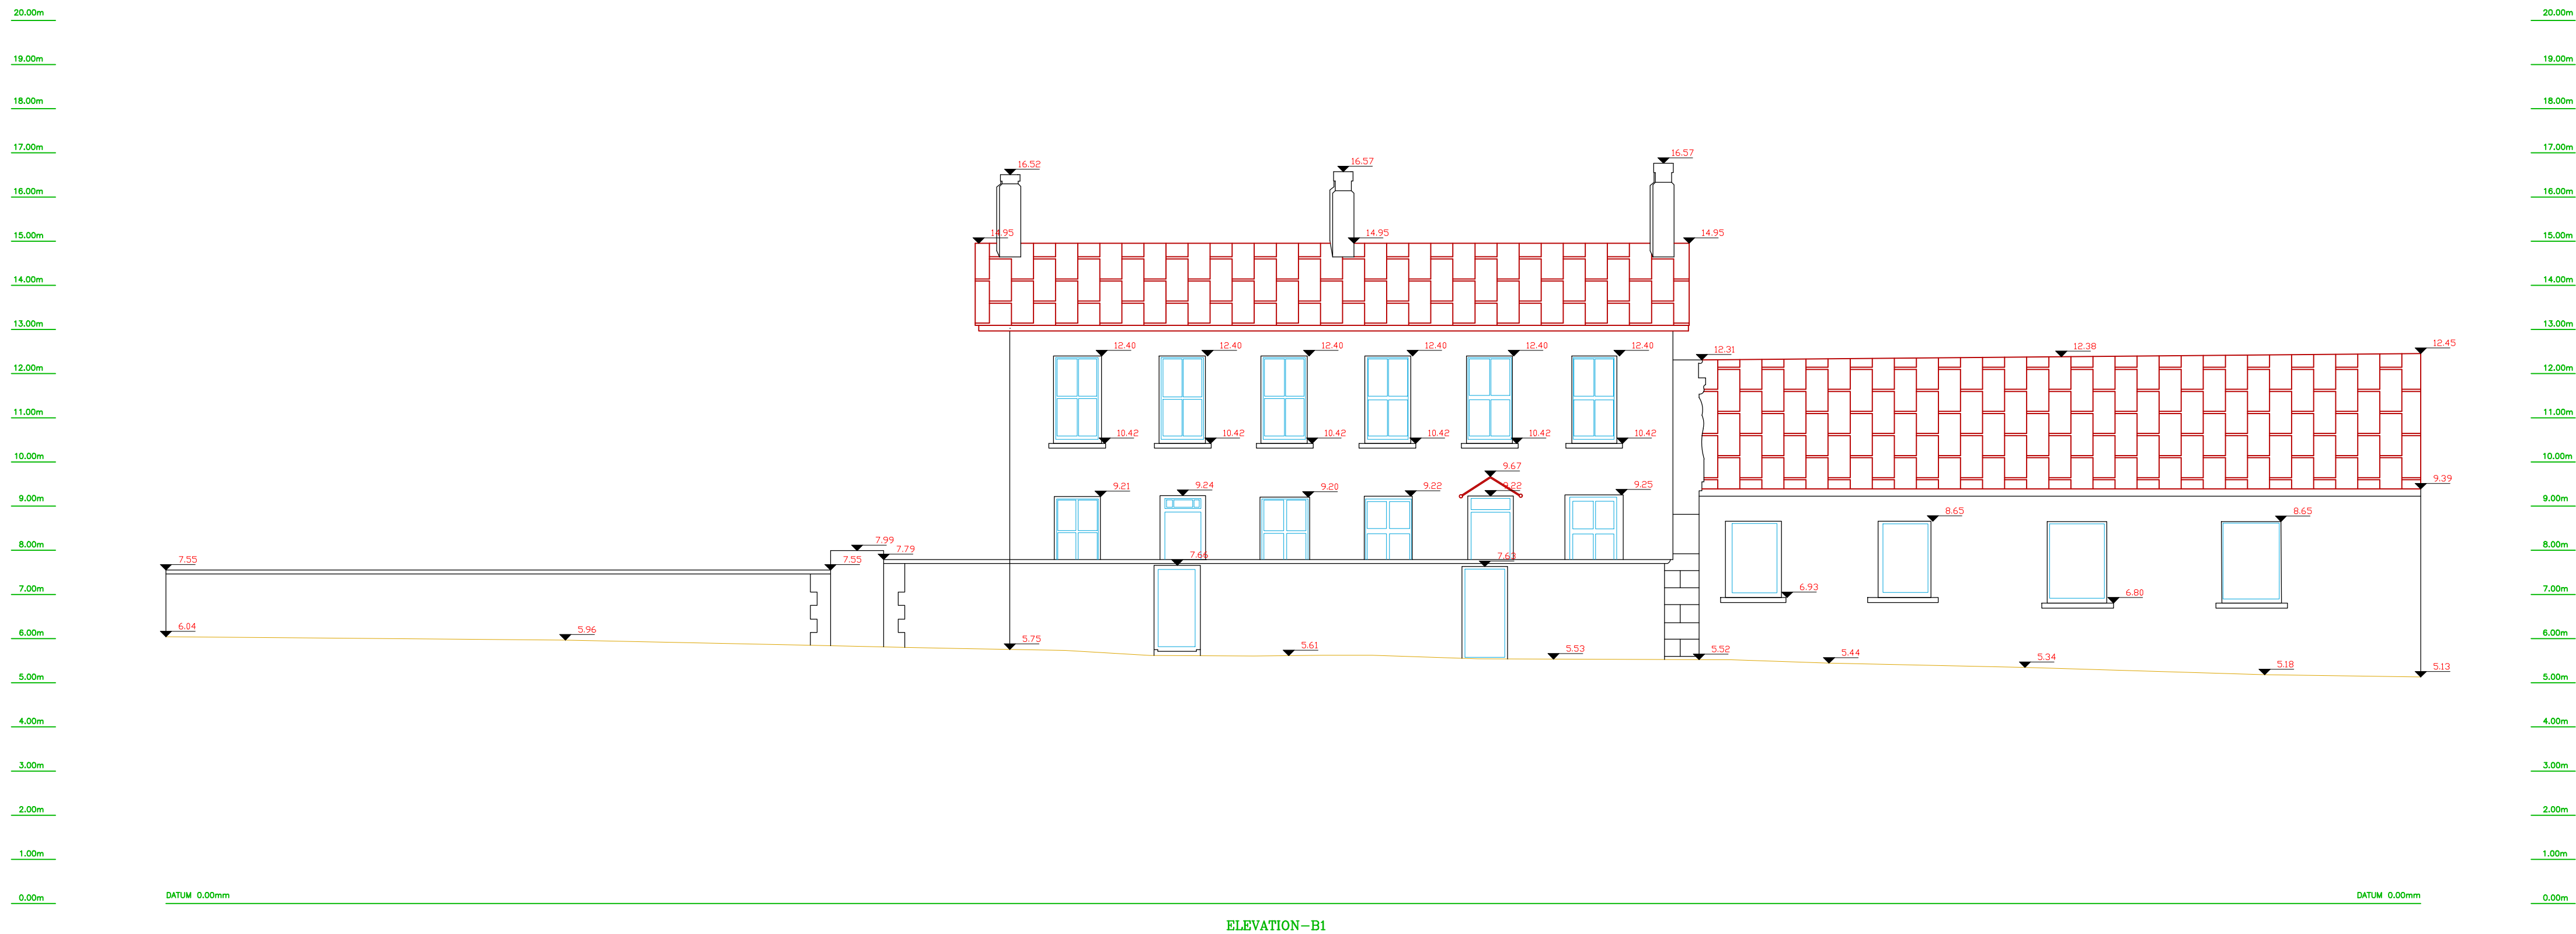 20.00m 20.00m
19.00m 19.00m
18.00m 18.00m
17.00m 17.00m
16.52 16.57 16.57
16.00m 16.00m
15.00m 14.95 14.95 14.95 15.00m
14.00m 14.00m
13.00m 13.00m
12.40 12.40 12.40 12.40 12.40 12.40 12.31 12.38 12.45
12.00m 12.00m
11.00m 11.00m
10.42 10.42 10.42 10.42 10.42 10.42
10.00m 10.00m
9.67
9.21 9.24 9.20 9.22 9.22 9.25 9.39
9.00m 9.00m
8.65 8.65
8.00m 8.00m
7.55 7.55 7.99 7.79 7.66 7.63
7.00m 6.93 6.80 7.00m
6.00m 6.00m
6.04 5.96 5.75 5.61 5.53 5.52 5.44 5.34 5.18 5.13
5.00m 5.00m
4.00m 4.00m
3.00m 3.00m
2.00m 2.00m
1.00m 1.00m
0.00m DATUM 0.00mm DATUM 0.00mm 0.00m
ELEVATION-B1